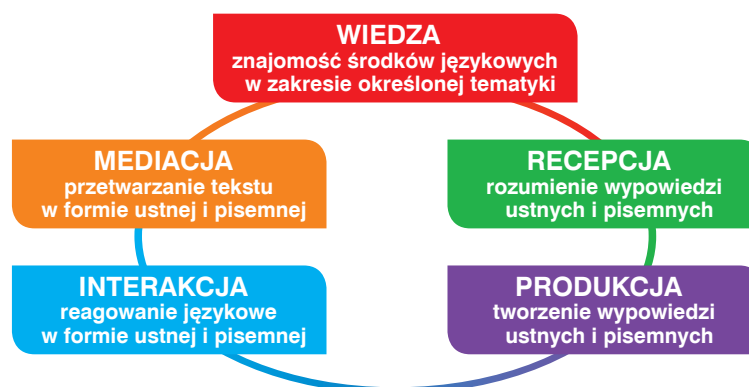 WIEDZA
znajomość środków językowych
w zakresie określonej tematyki
MEDIACJA
przetwarzanie tekstu
w formie ustnej i pisemnej
RECEPCJA
rozumienie wypowiedzi
ustnych i pisemnych
INTERAKCJA
reagowanie językowe
w formie ustnej i pisemnej
PRODUKCJA
tworzenie wypowiedzi
ustnych i pisemnych